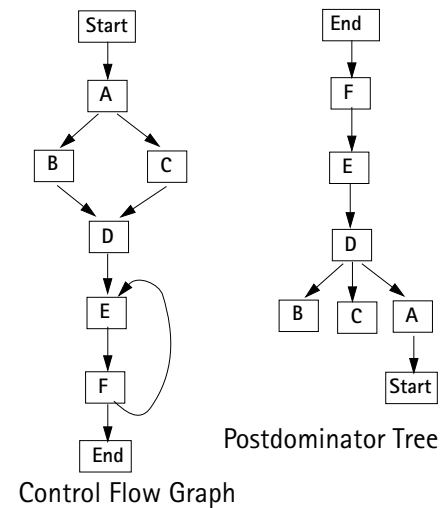 Start
A
B
C
D
E
F
End
Control Flow Graph
End
F
E
D
B
C
A
Start
Postdominator Tree